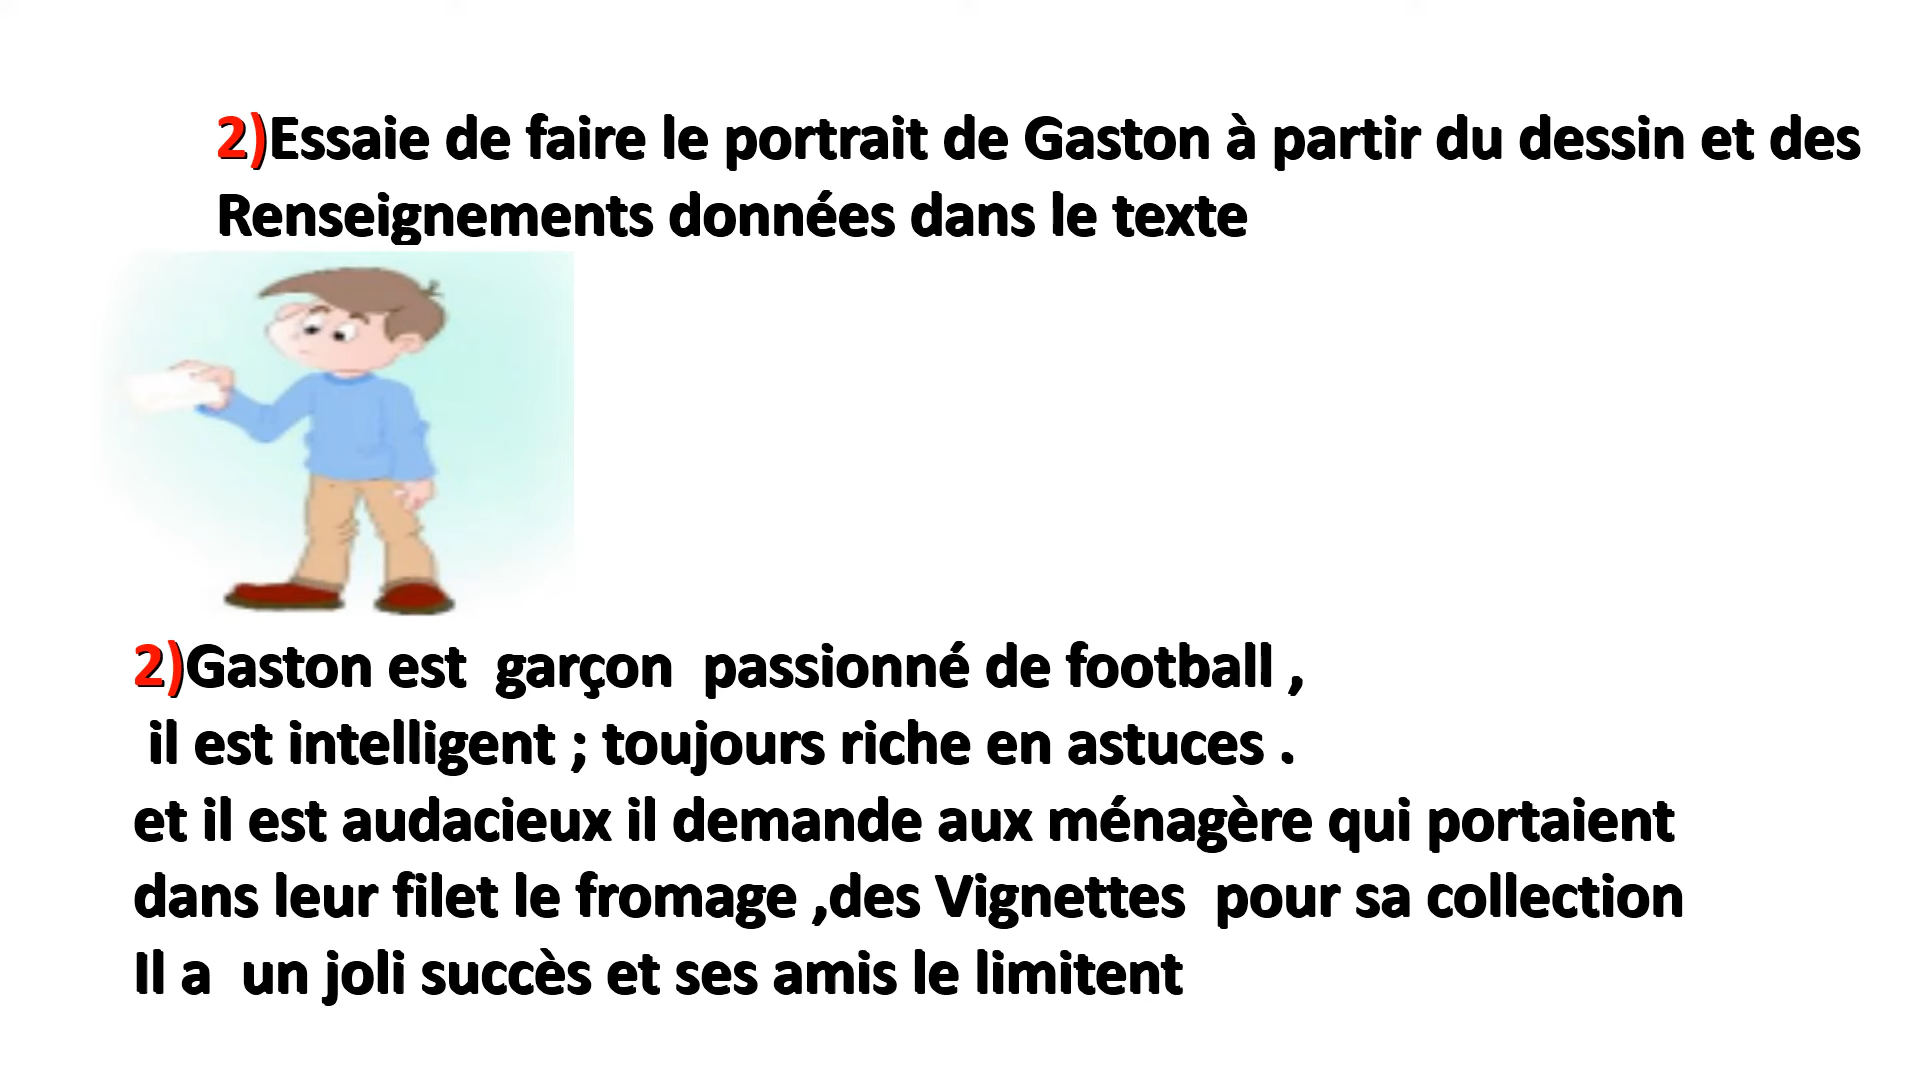 2)Essaie de faire le portrait de Gaston à partir du dessin et des
Renseignements données dans le texte
2)Gaston est garçon passionné de football ,
il est intelligent ; toujours riche en astuces .
et il est audacieux il demande aux ménagère qui portaient
dans leur filet le fromage ,des Vignettes pour sa collection
Il a un joli succès et ses amis le limitent